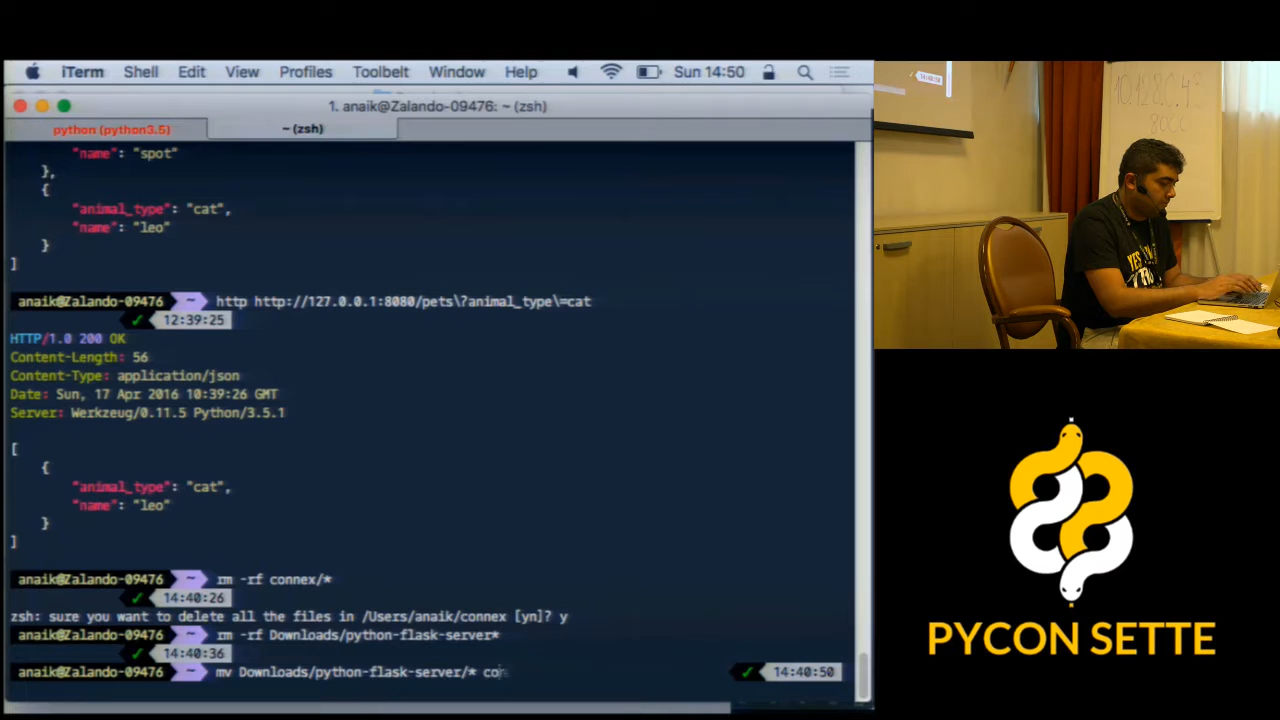 iTerm Shell Edit View Profiles Toolbelt Window Help Sun 14:50
1. anaik@Zalando-09476: ~ (zsh)
python (python3.5) ~ (zsh)
"name": "spot"
},
{
"animal_type": "cat",
"name": "leo"
}
]
anaik@Zalando-09476 ~ http http://127.0.0.1:8080/pets\?animal_type\=cat
✓ 12:39:25
HTTP/1.0 200 OK
Content-Length: 56
Content-Type: application/json
Date: Sun, 17 Apr 2016 10:39:26 GMT
Server: Werkzeug/0.11.5 Python/3.5.1
[
{
"animal_type": "cat",
"name": "leo"
}
]
anaik@Zalando-09476 ~ rm -rf connex/*
✓ 14:40:26
zsh: sure you want to delete all the files in /Users/anaik/connex [yn]? y
anaik@Zalando-09476 ~ rm -rf Downloads/python-flask-server*
✓ 14:40:36
anaik@Zalando-09476 ~ mv Downloads/python-flask-server/* co ✓ 14:40:50
PYCON SETTE